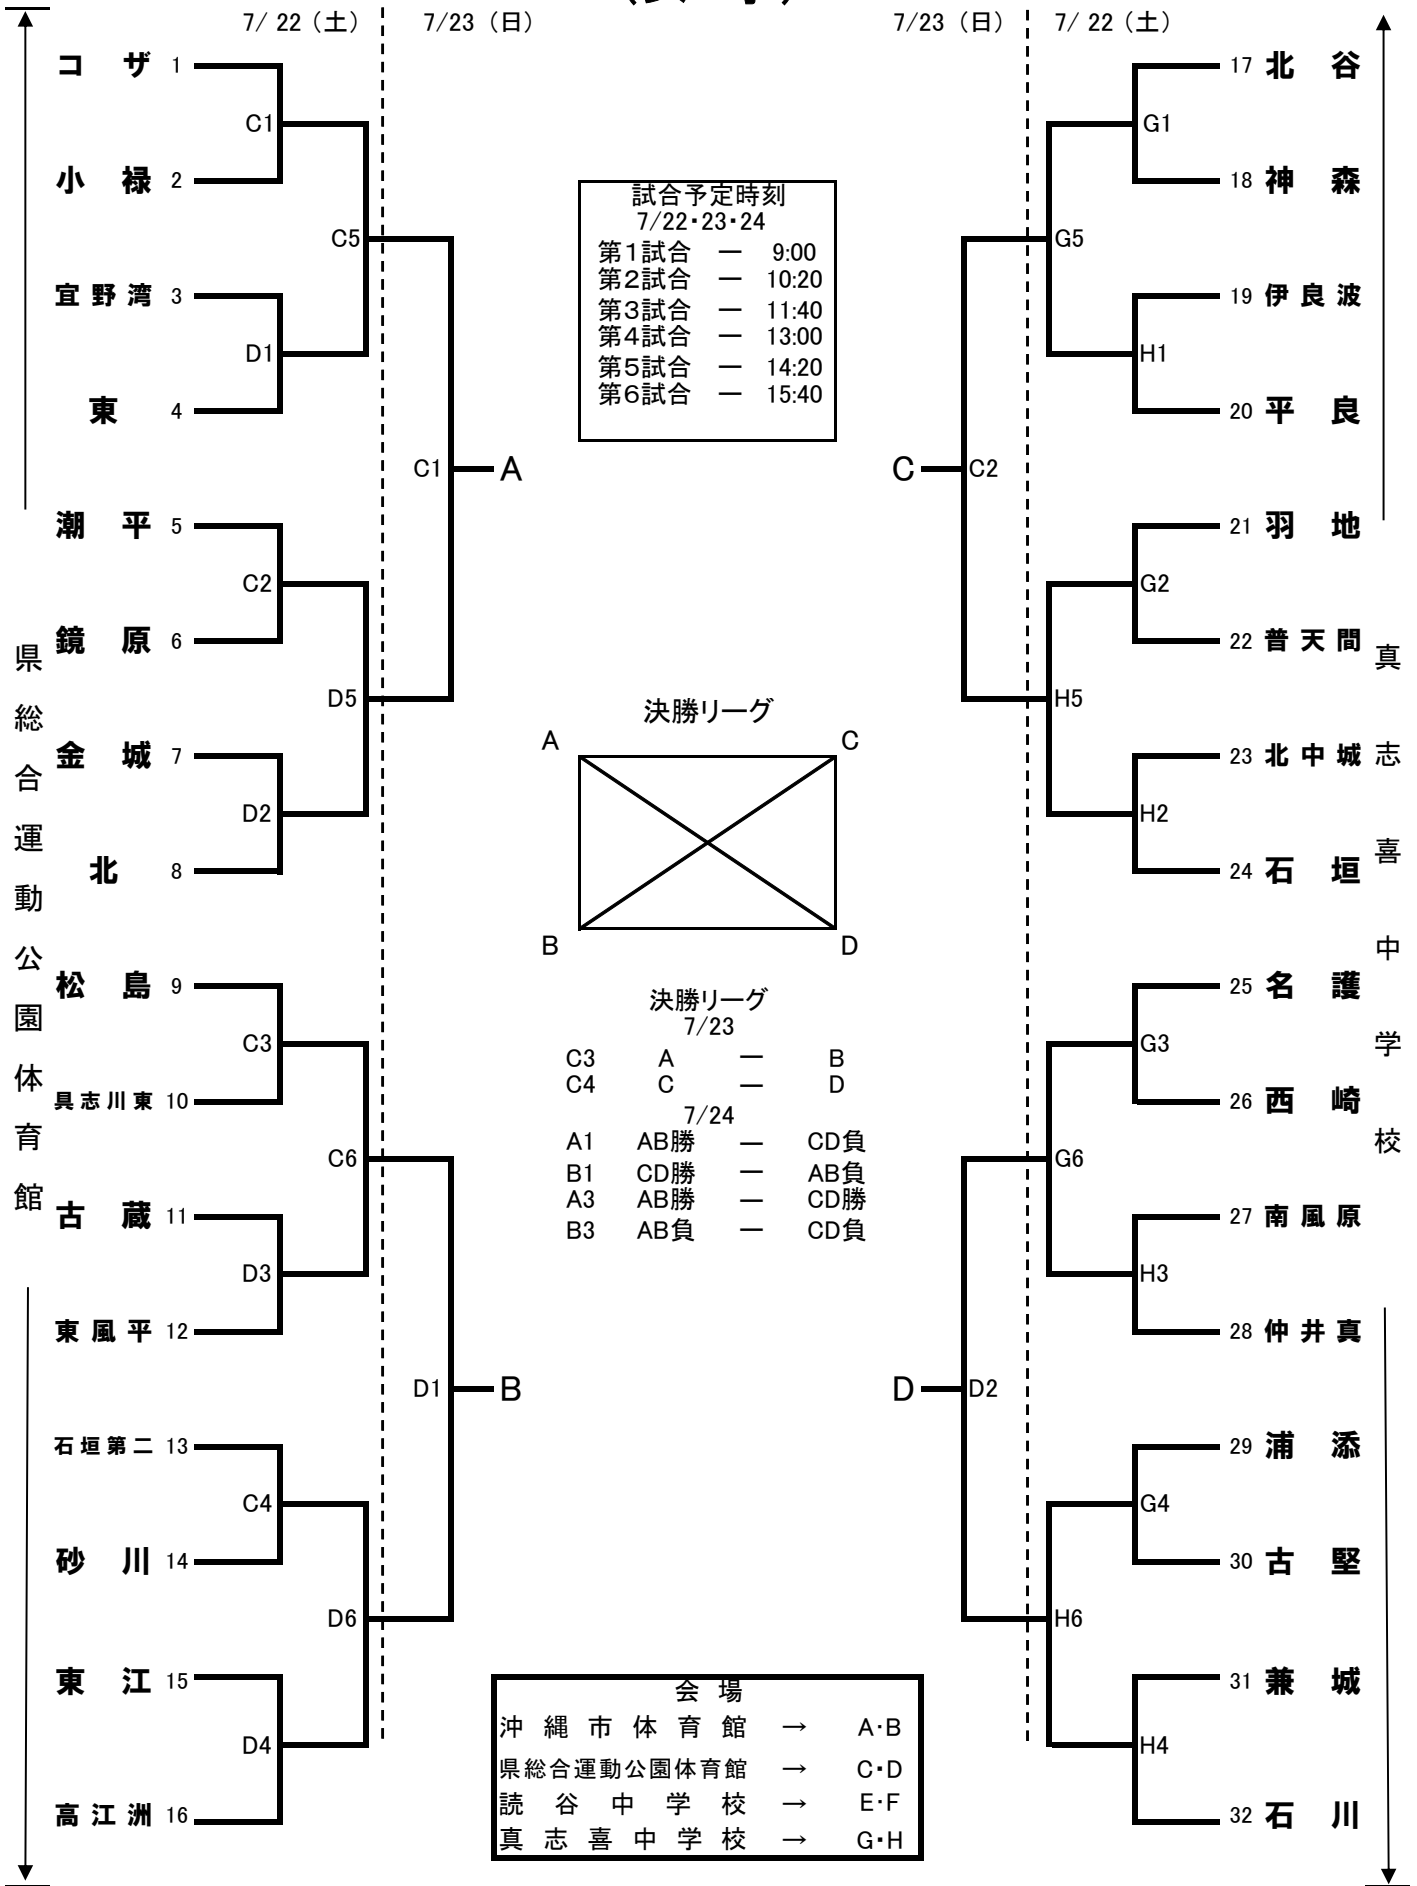 7/ 22（土）
7/23（日）
7/23（日）
7/ 22（土）
県総合運動公園体育館
コザ 1
小禄 2
宜野湾 3
東 4
潮平 5
鏡原 6
金城 7
北 8
松島 9
具志川東 10
古蔵 11
東風平 12
石垣第二 13
砂川 14
東江 15
高江洲 16
C1
D1
C2
D2
C3
D3
C4
D4
C5
D5
C6
D6
C1
A
D1
B
試合予定時刻
7/22・23・24
第1試合 ー 9:00
第2試合 ー 10:20
第3試合 ー 11:40
第4試合 ー 13:00
第5試合 ー 14:20
第6試合 ー 15:40
決勝リーグ
A
C
B
D
決勝リーグ
7/23
C3 A ー B
C4 C ー D
7/24
A1 AB勝 ー CD負
B1 CD勝 ー AB負
A3 AB勝 ー CD勝
B3 AB負 ー CD負
会場
沖縄市体育館 → A・B
県総合運動公園体育館 → C・D
読谷中学校 → E・F
真志喜中学校 → G・H
C
C2
D
D2
G5
H5
G6
H6
G1
H1
G2
H2
G3
H3
G4
H4
17 北谷
18 神森
19 伊良波
20 平良
21 羽地
22 普天間
23 北中城
24 石垣
25 名護
26 西崎
27 南風原
28 仲井真
29 浦添
30 古堅
31 兼城
32 石川
真志喜中学校